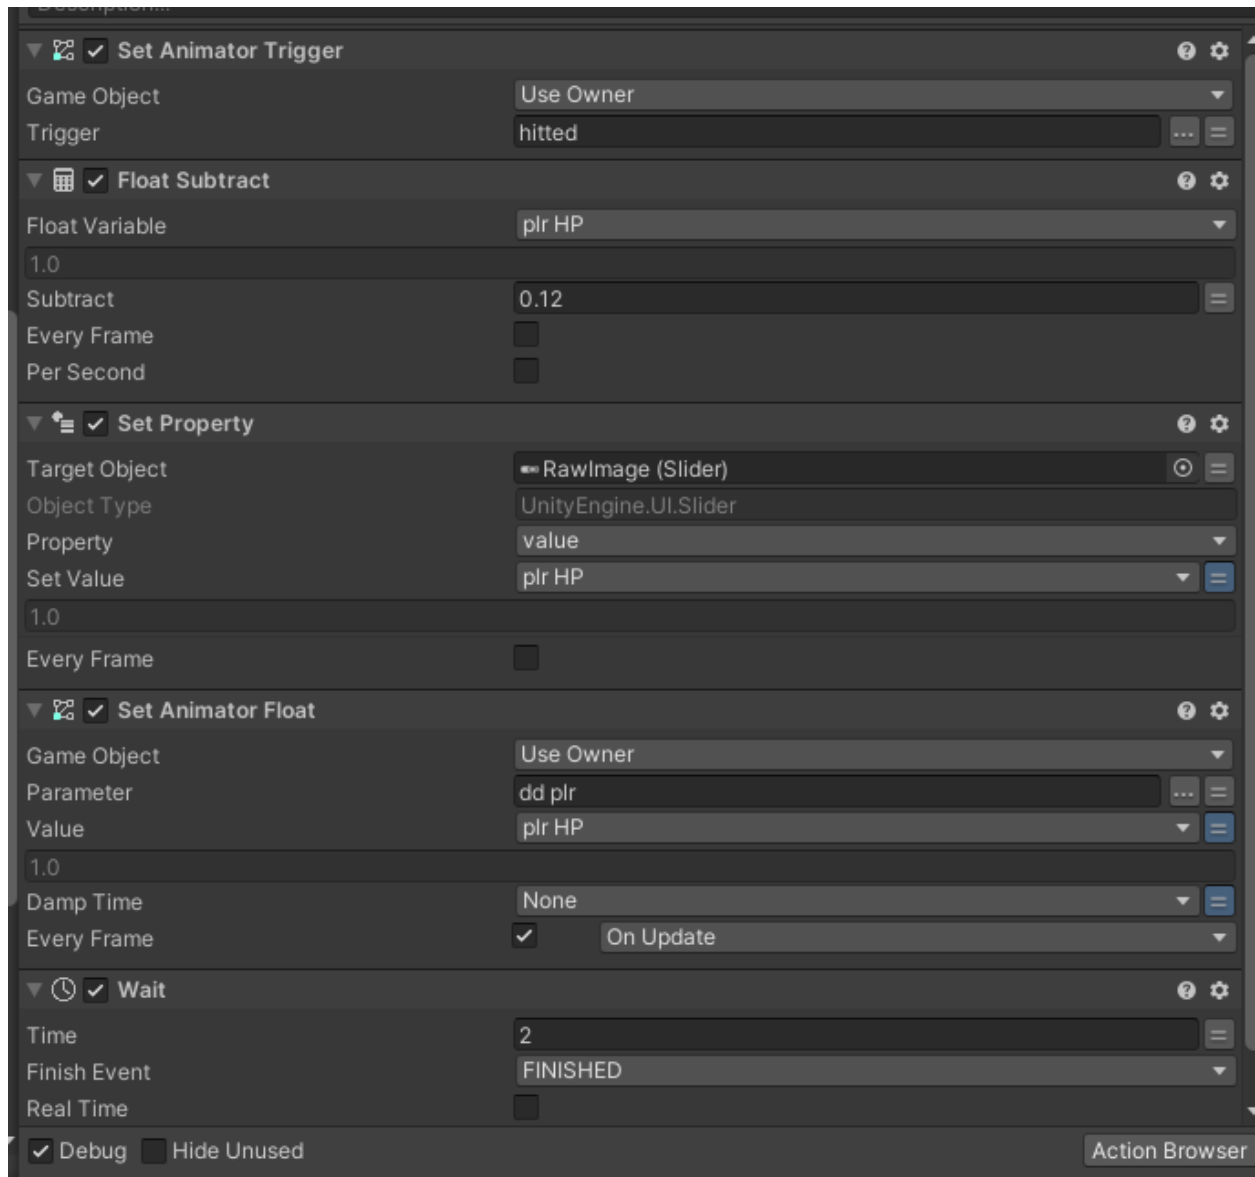 Description...
Set Animator Trigger
Game Object Use Owner
Trigger hitted ... =
Float Subtract
Float Variable plr HP
1.0
Subtract 0.12 =
Every Frame
Per Second
Set Property
Target Object RawImage (Slider) =
Object Type UnityEngine.UI.Slider
Property value
Set Value plr HP =
1.0
Every Frame
Set Animator Float
Game Object Use Owner
Parameter dd plr ... =
Value plr HP =
1.0
Damp Time None =
Every Frame On Update
Wait
Time 2 =
Finish Event FINISHED
Real Time
Debug Hide Unused Action Browser